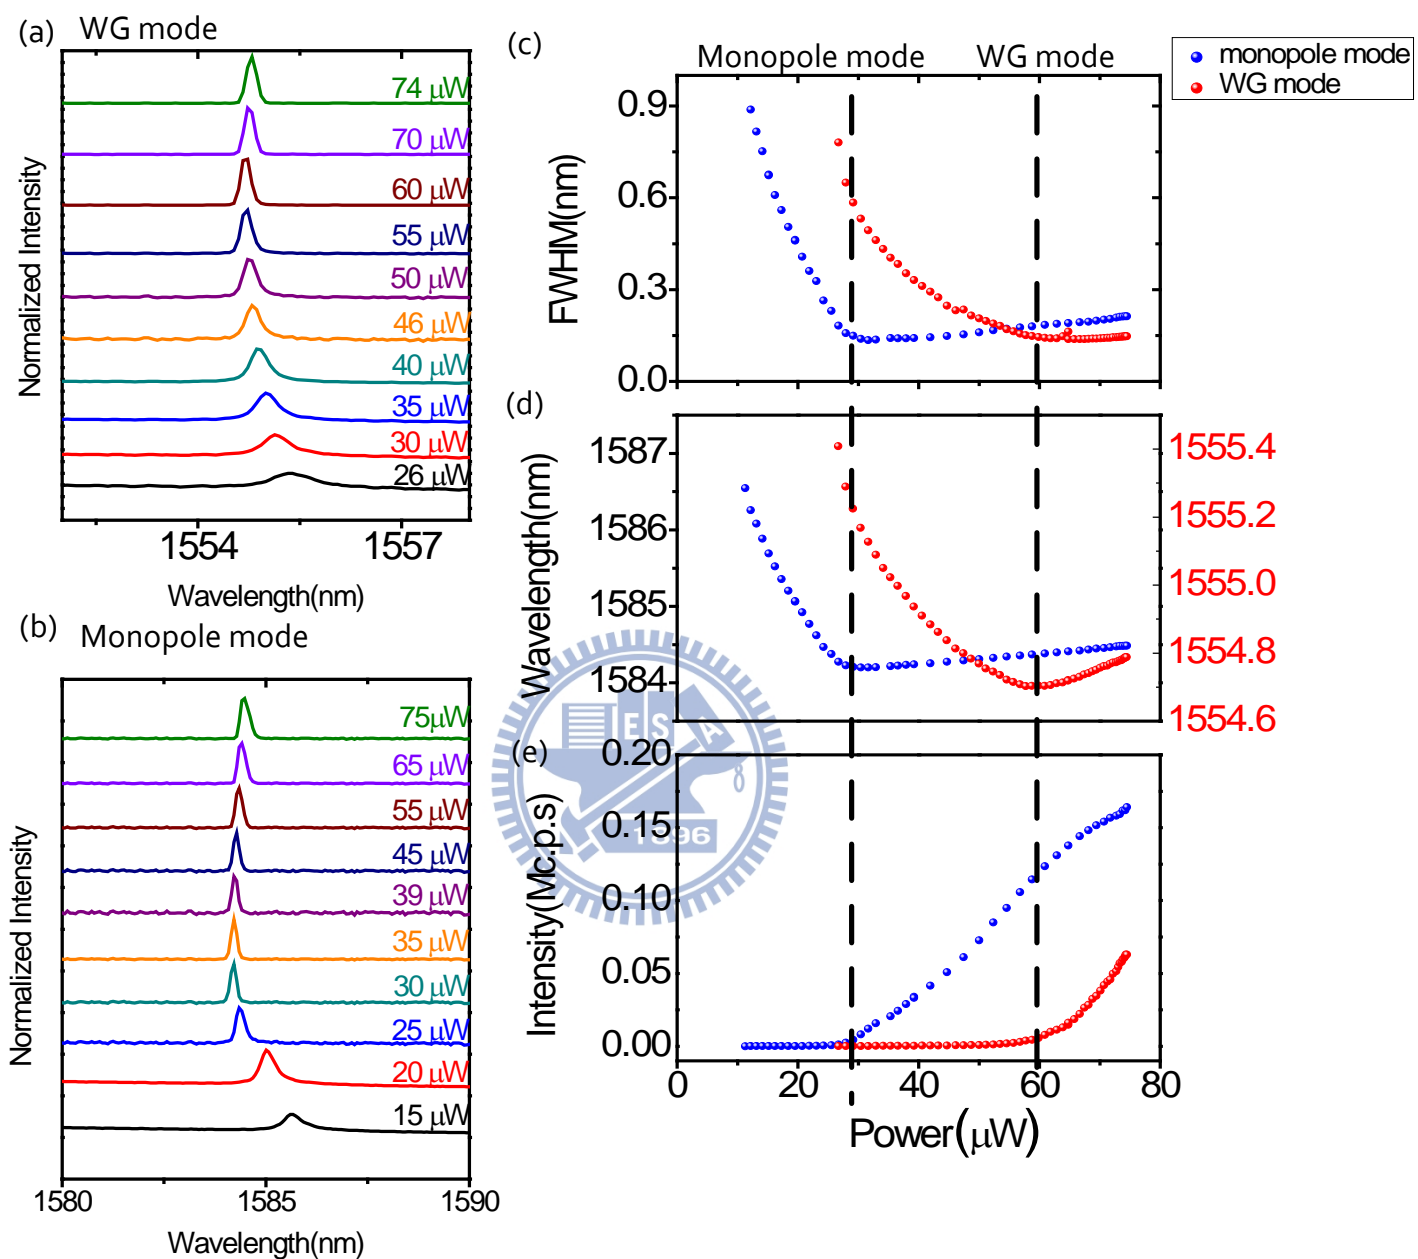 (a) WG mode
74 µW
70 µW
60 µW
55 µW
50 µW
46 µW
40 µW
35 µW
30 µW
26 µW
Normalized Intensity
1554 1557
Wavelength(nm)
(b) Monopole mode
75µW
65 µW
55 µW
45 µW
39 µW
35 µW
30 µW
25 µW
20 µW
15 µW
Normalized Intensity
1580 1585 1590
Wavelength(nm)
(c)
Monopole mode WG mode
monopole mode
WG mode
0.9
0.6
0.3
0.0
FWHM(nm)
(d)
1587
1586
1585
1584
Wavelength(nm)
1555.4
1555.2
1555.0
1554.8
1554.6
(e)
0.20
0.15
0.10
0.05
0.00
Intensity(Mc.p.s)
0 20 40 60 80
Power(µW)
E S A
1896